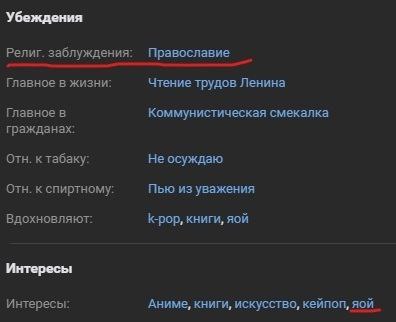 Убеждения
Религ. заблуждения: Православие
Главное в жизни: Чтение трудов Ленина
Главное в Коммунистическая смекалка
гражданах:
Отн. к табаку: Не осуждаю
Отн. к спиртному: Пью из уважения
Вдохновляют: k-pop, книги, яой
Интересы
Интересы: Аниме, книги, искусство, кейпоп, яой